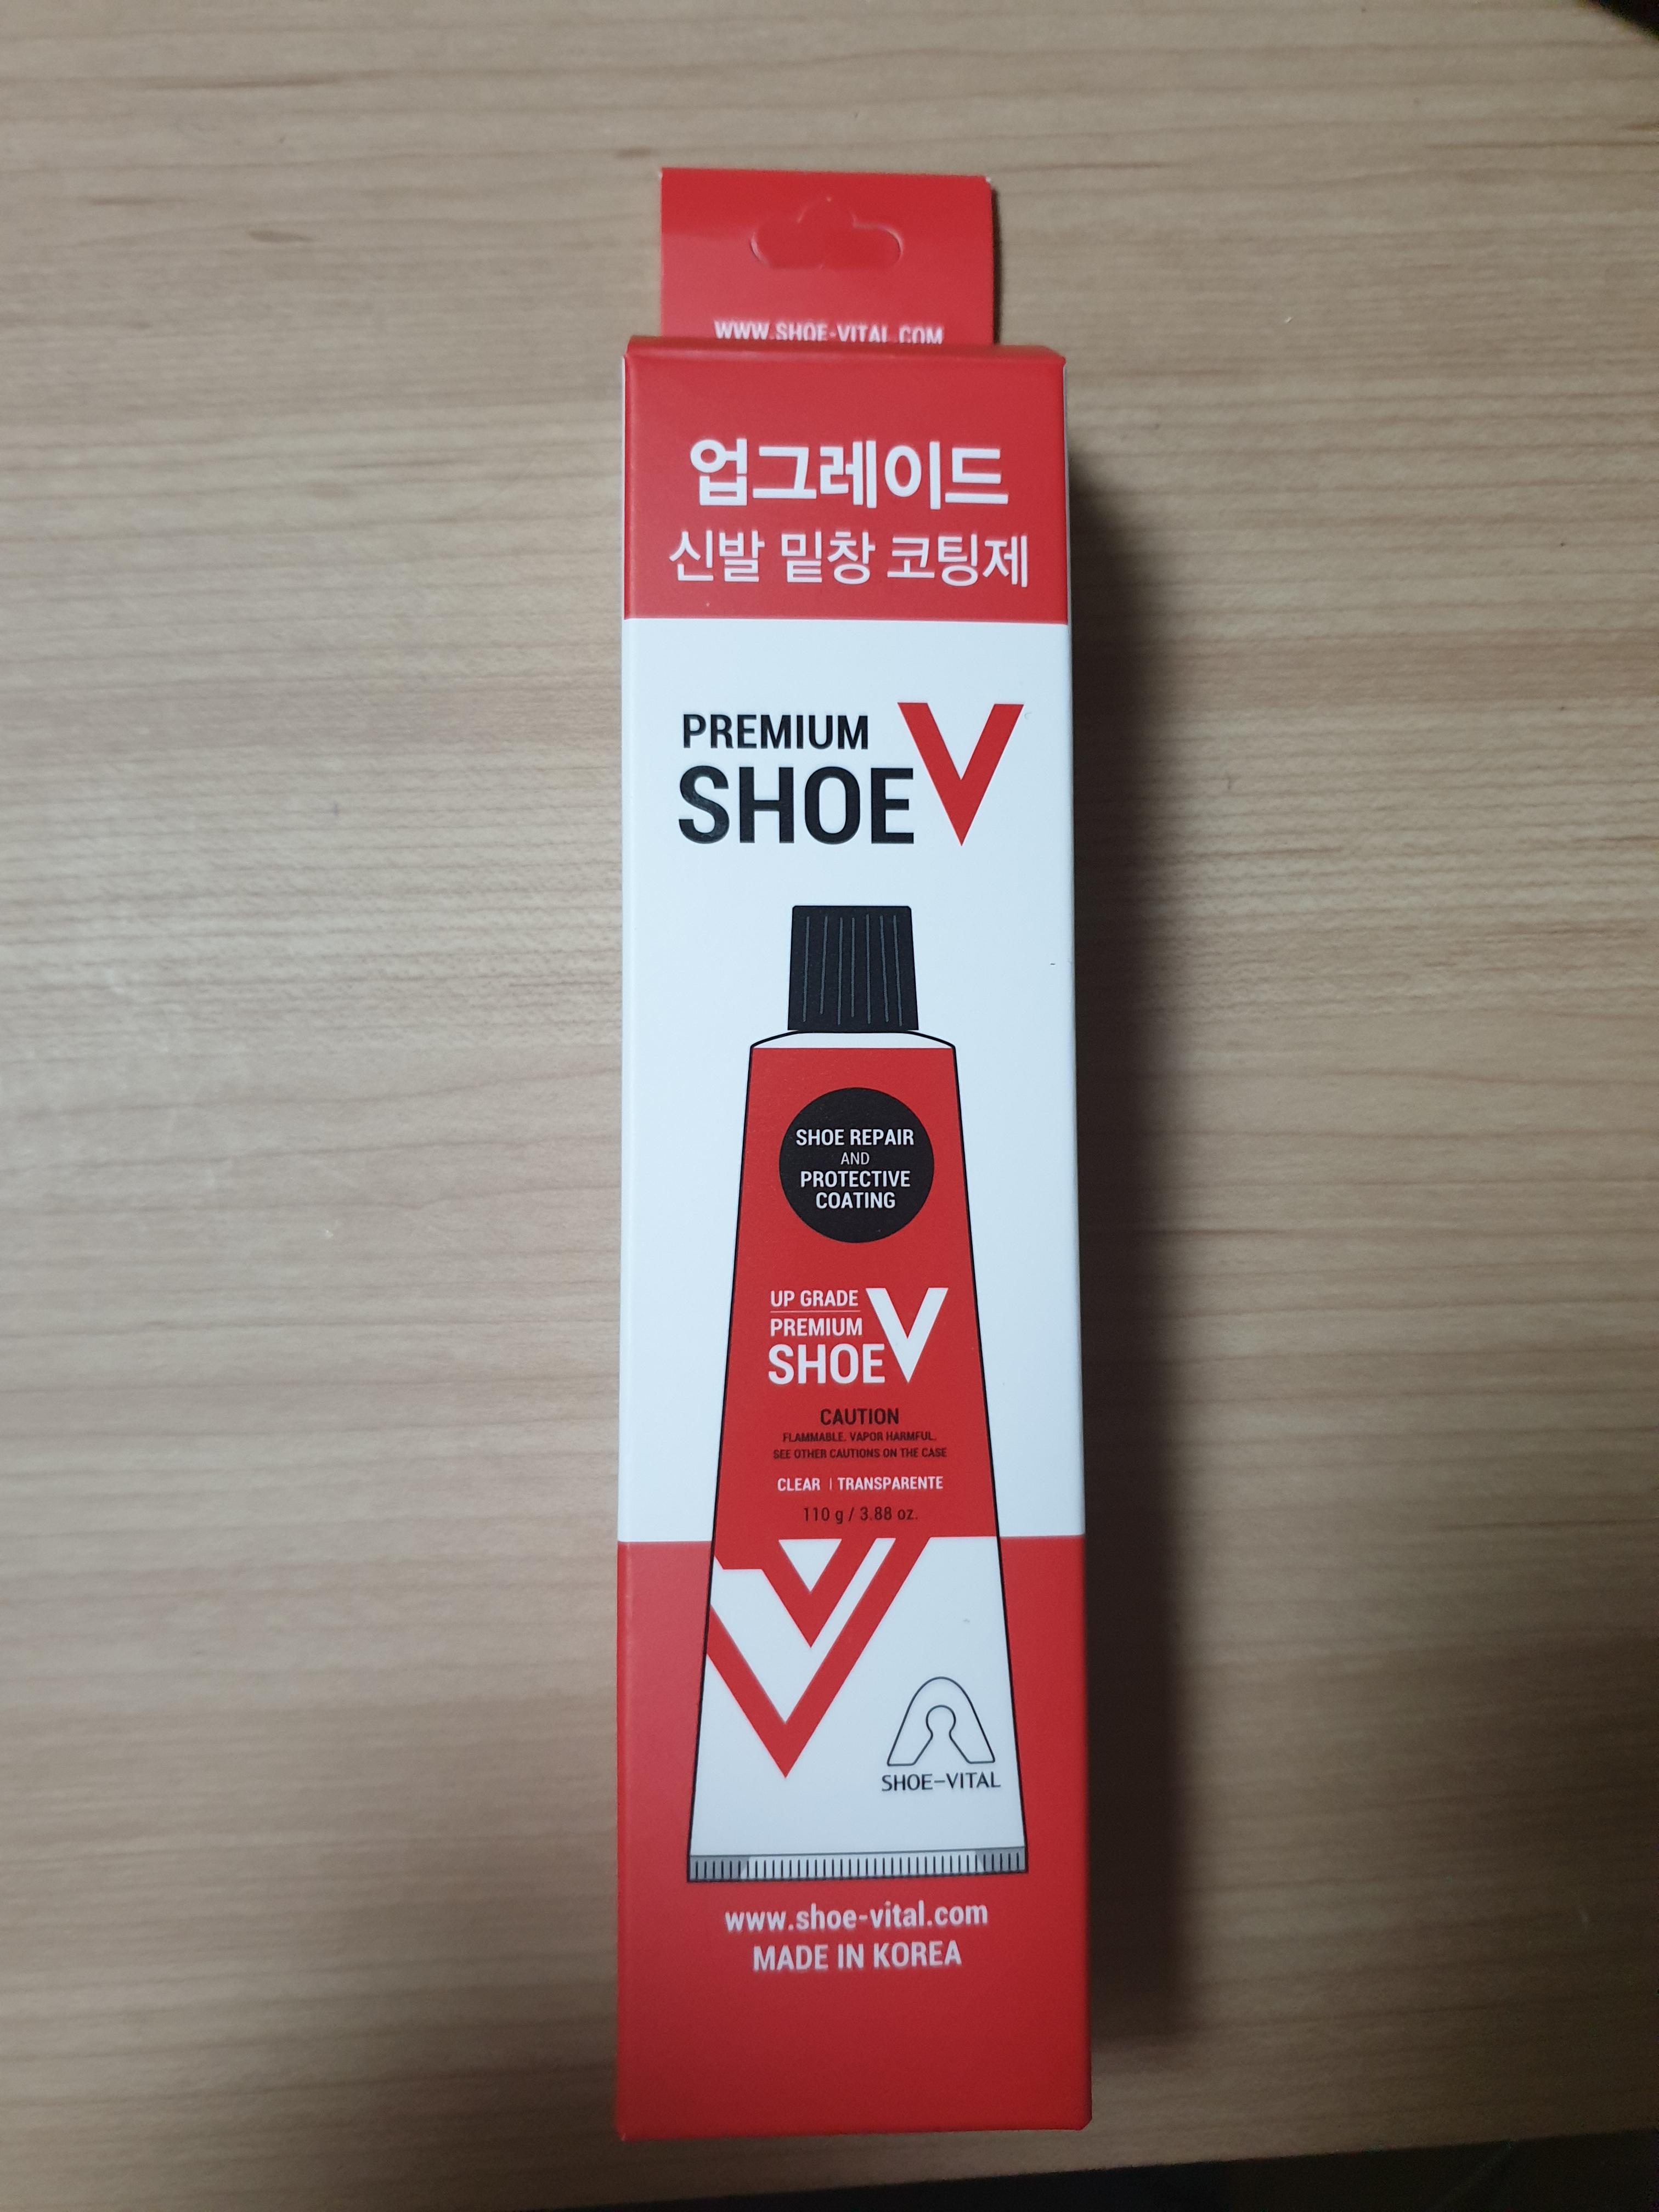 WWW.SHOE-VITAL.COM
업그레이드
신발 밑창 코팅제
PREMIUM
SHOE V
SHOE REPAIR
AND
PROTECTIVE
COATING
UP GRADE
PREMIUM
SHOE V
CAUTION
FLAMMABLE. VAPOR HARMFUL.
SEE OTHER CAUTIONS ON THE CASE
CLEAR | TRANSPARENTE
110 g / 3.88 oz.
SHOE-VITAL
www.shoe-vital.com
MADE IN KOREA